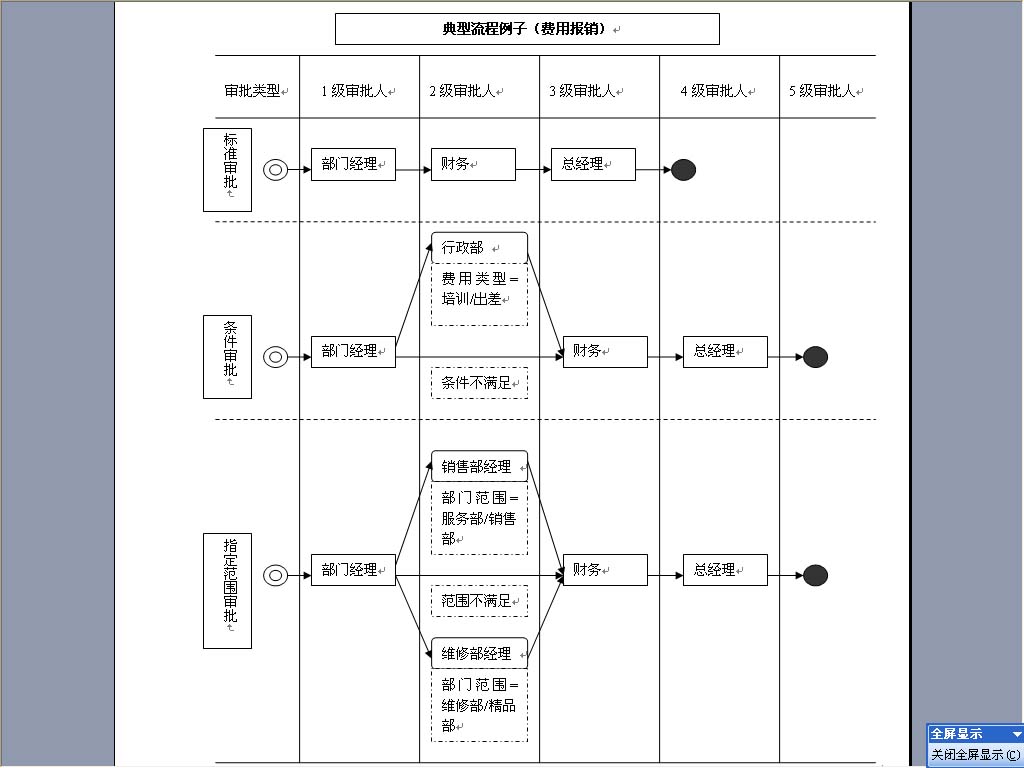 典型流程例子（费用报销）
审批类型
1 级审批人
2 级审批人
3 级审批人
4 级审批人
5 级审批人
标准审批
部门经理
财务
总经理
行政部
费用类型=
培训/出差
条件审批
部门经理
财务
总经理
条件不满足
销售部经理
部门范围=
服务部/销售
部
指定范围审批
部门经理
财务
总经理
范围不满足
维修部经理
部门范围=
维修部/精品
部
全屏显示
关闭全屏显示(C)